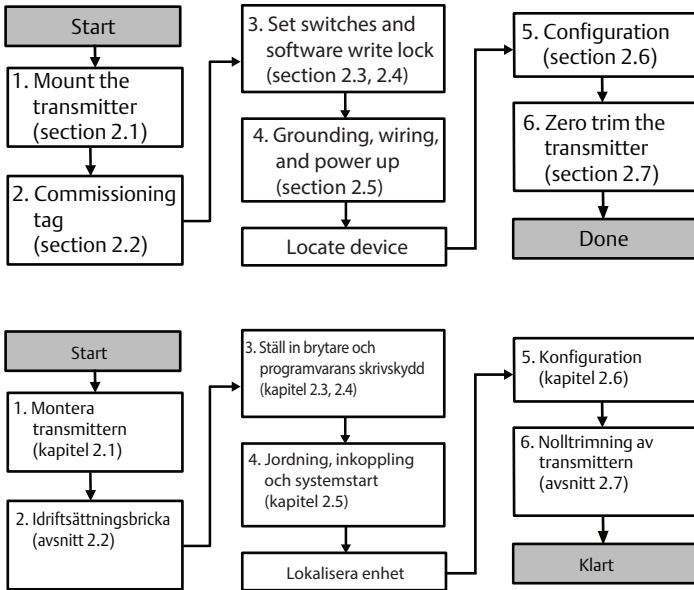 Start
1. Mount the
transmitter
(section 2.1)
2. Commissioning
tag
(section 2.2)
3. Set switches and
software write lock
(section 2.3, 2.4)
4. Grounding, wiring,
and power up
(section 2.5)
Locate device
5. Configuration
(section 2.6)
6. Zero trim the
transmitter
(section 2.7)
Done
Start
1. Montera
transmittern
(kapitel 2.1)
2. Idriftsättningsbricka
(avsnitt 2.2)
3. Ställ in brytare och
programvarans skrivskydd
(kapitel 2.3, 2.4)
4. Jordning, inkoppling
och systemstart
(kapitel 2.5)
Lokalisera enhet
5. Konfiguration
(kapitel 2.6)
6. Nolltrimning av
transmittern
(avsnitt 2.7)
Klart